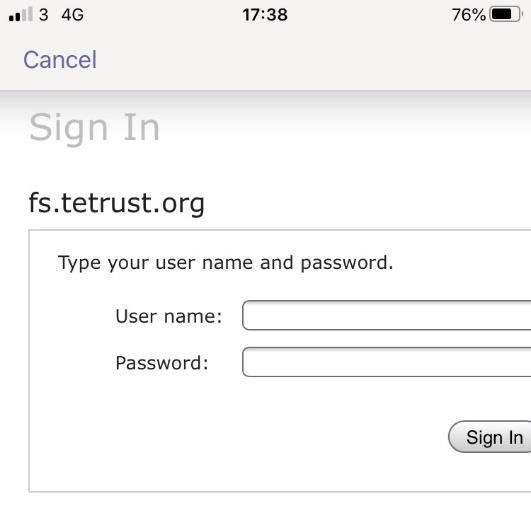 3 4G 17:38 76%
Cancel
Sign In
fs.tetrust.org
Type your user name and password.
User name:
Password:
Sign In